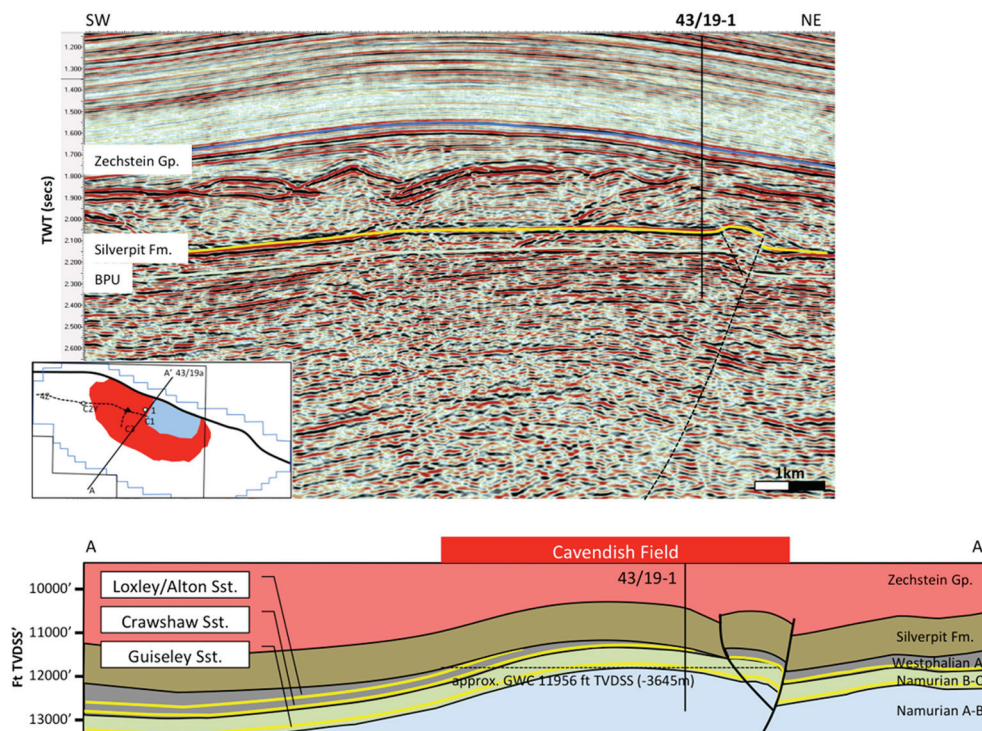 SW
43/19-1
NE
TWT (secs)
1.200
1.300
1.400
1.500
1.600
1.700
1.800
1.900
2.000
2.100
2.200
2.300
2.400
2.500
2.600
Zechstein Gp.
Silverpit Fm.
BPU
1km
A'
43/19a
4Z
C2Y
1
C1
C3
A
A
A'
Cavendish Field
Ft TVDSS'
10000'
11000'
12000'
13000'
Loxley/Alton Sst.
Crawshaw Sst.
Guiseley Sst.
43/19-1
approx. GWC 11956 ft TVDSS (-3645m)
Zechstein Gp.
Silverpit Fm.
Westphalian A
Namurian B-C
Namurian A-B